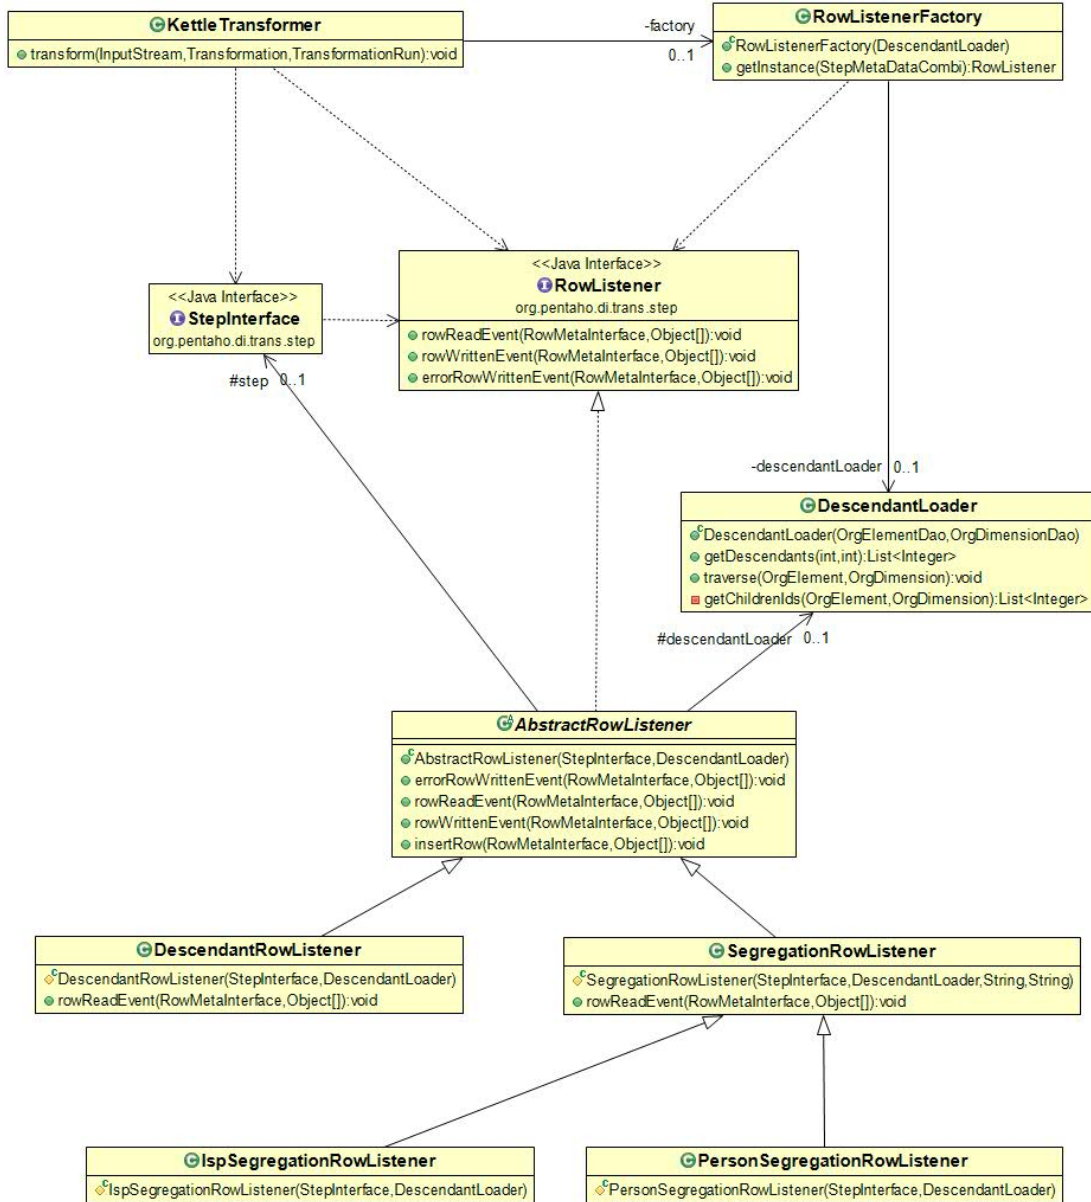 KettleTransformer
transform(InputStream,Transformation,TransformationRun):void
-factory
0..1
RowListenerFactory
RowListenerFactory(DescendantLoader)
getInstance(StepMetaDataCombi):RowListener
<<Java Interface>>
StepInterface
org.pentaho.di.trans.step
<<Java Interface>>
RowListener
org.pentaho.di.trans.step
rowReadEvent(RowMetaInterface,Object[]):void
rowWrittenEvent(RowMetaInterface,Object[]):void
errorRowWrittenEvent(RowMetaInterface,Object[]):void
#step 0..1
-descendantLoader 0..1
DescendantLoader
DescendantLoader(OrgElementDao,OrgDimensionDao)
getDescendants(int,int):List<Integer>
traverse(OrgElement,OrgDimension):void
getChildrenIds(OrgElement,OrgDimension):List<Integer>
#descendantLoader 0..1
AbstractRowListener
AbstractRowListener(StepInterface,DescendantLoader)
errorRowWrittenEvent(RowMetaInterface,Object[]):void
rowReadEvent(RowMetaInterface,Object[]):void
rowWrittenEvent(RowMetaInterface,Object[]):void
insertRow(RowMetaInterface,Object[]):void
DescendantRowListener
DescendantRowListener(StepInterface,DescendantLoader)
rowReadEvent(RowMetaInterface,Object[]):void
SegregationRowListener
SegregationRowListener(StepInterface,DescendantLoader,String,String)
rowReadEvent(RowMetaInterface,Object[]):void
IspSegregationRowListener
IspSegregationRowListener(StepInterface,DescendantLoader)
PersonSegregationRowListener
PersonSegregationRowListener(StepInterface,DescendantLoader)